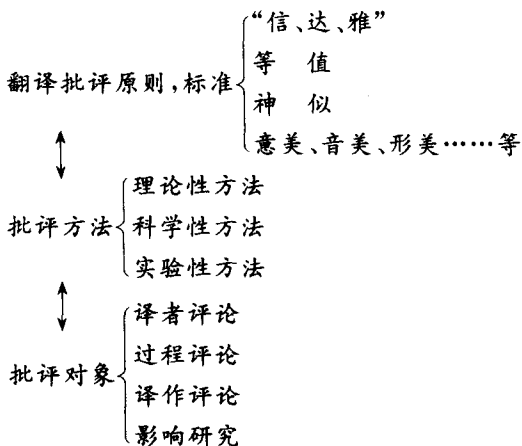 “信、达、雅”
等 值
翻译批评原则,标准
神 似
意美、音美、形美……等
理论性方法
批评方法
科学性方法
实验性方法
译者评论
过程评论
批评对象
译作评论
影响研究